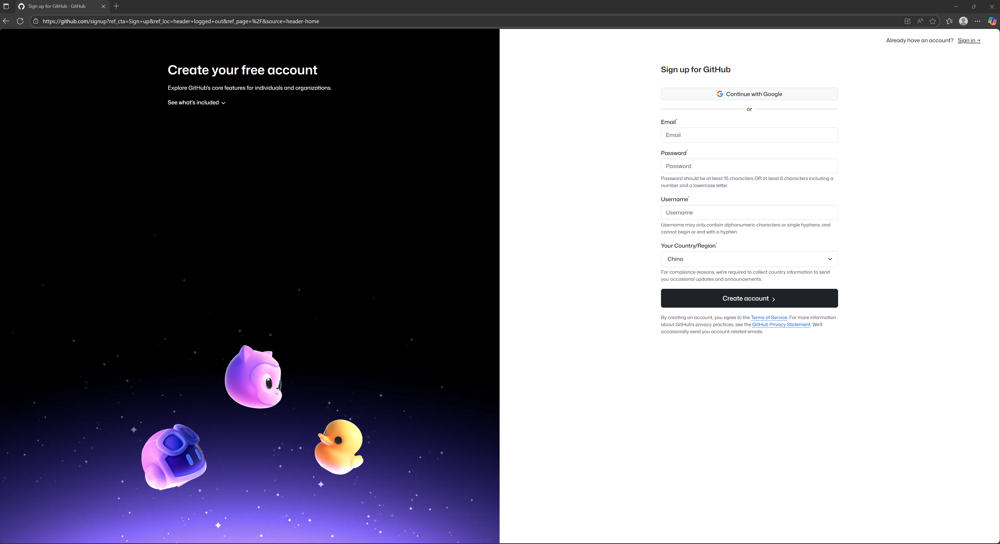 Sign up for GitHub · GitHub
https://github.com/signup?ref_cta=Sign+up&ref_loc=header+logged+out&ref_page=%2F&source=header-home
Already have an account? Sign in →
Create your free account
Explore GitHub's core features for individuals and organizations.
See what's included
Sign up for GitHub
Continue with Google
or
Email*
Email
Password*
Password
Password should be at least 15 characters OR at least 8 characters including a
number and a lowercase letter.
Username*
Username
Username may only contain alphanumeric characters or single hyphens, and
cannot begin or end with a hyphen.
Your Country/Region*
China
For compliance reasons, we're required to collect country information to send
you occasional updates and announcements.
Create account
By creating an account, you agree to the Terms of Service. For more information
about GitHub's privacy practices, see the GitHub Privacy Statement. We'll
occasionally send you account-related emails.